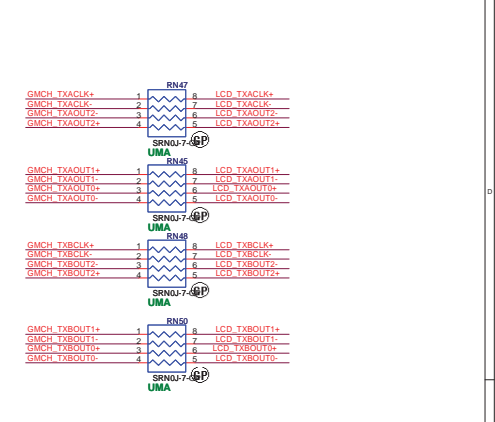 RN47
GMCH_TXACLK+ 1 8 LCD_TXACLK+
GMCH_TXACLK- 2 7 LCD_TXACLK-
GMCH_TXAOUT2- 3 6 LCD_TXAOUT2-
GMCH_TXAOUT2+ 4 5 LCD_TXAOUT2+
SRN0J-7-GP GP
UMA
RN45
GMCH_TXAOUT1+ 1 8 LCD_TXAOUT1+
GMCH_TXAOUT1- 2 7 LCD_TXAOUT1-
GMCH_TXAOUT0+ 3 6 LCD_TXAOUT0+
GMCH_TXAOUT0- 4 5 LCD_TXAOUT0-
D
SRN0J-7-GP GP
UMA
RN48
GMCH_TXBCLK+ 1 8 LCD_TXBCLK+
GMCH_TXBCLK- 2 7 LCD_TXBCLK-
GMCH_TXBOUT2- 3 6 LCD_TXBOUT2-
GMCH_TXBOUT2+ 4 5 LCD_TXBOUT2+
SRN0J-7-GP GP
UMA
RN50
GMCH_TXBOUT1+ 1 8 LCD_TXBOUT1+
GMCH_TXBOUT1- 2 7 LCD_TXBOUT1-
GMCH_TXBOUT0+ 3 6 LCD_TXBOUT0+
GMCH_TXBOUT0- 4 5 LCD_TXBOUT0-
SRN0J-7-GP GP
UMA